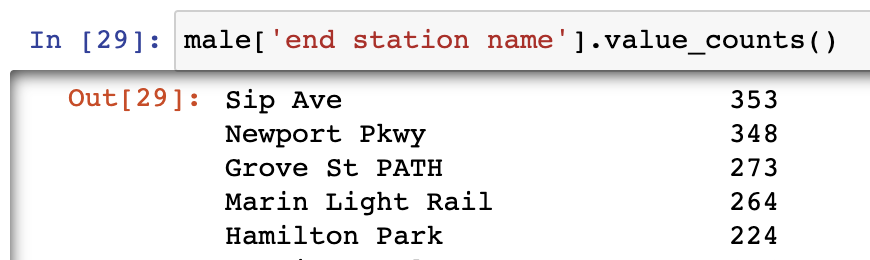 In [29]: male['end station name'].value_counts()
Out[29]: Sip Ave 353
Newport Pkwy 348
Grove St PATH 273
Marin Light Rail 264
Hamilton Park 224